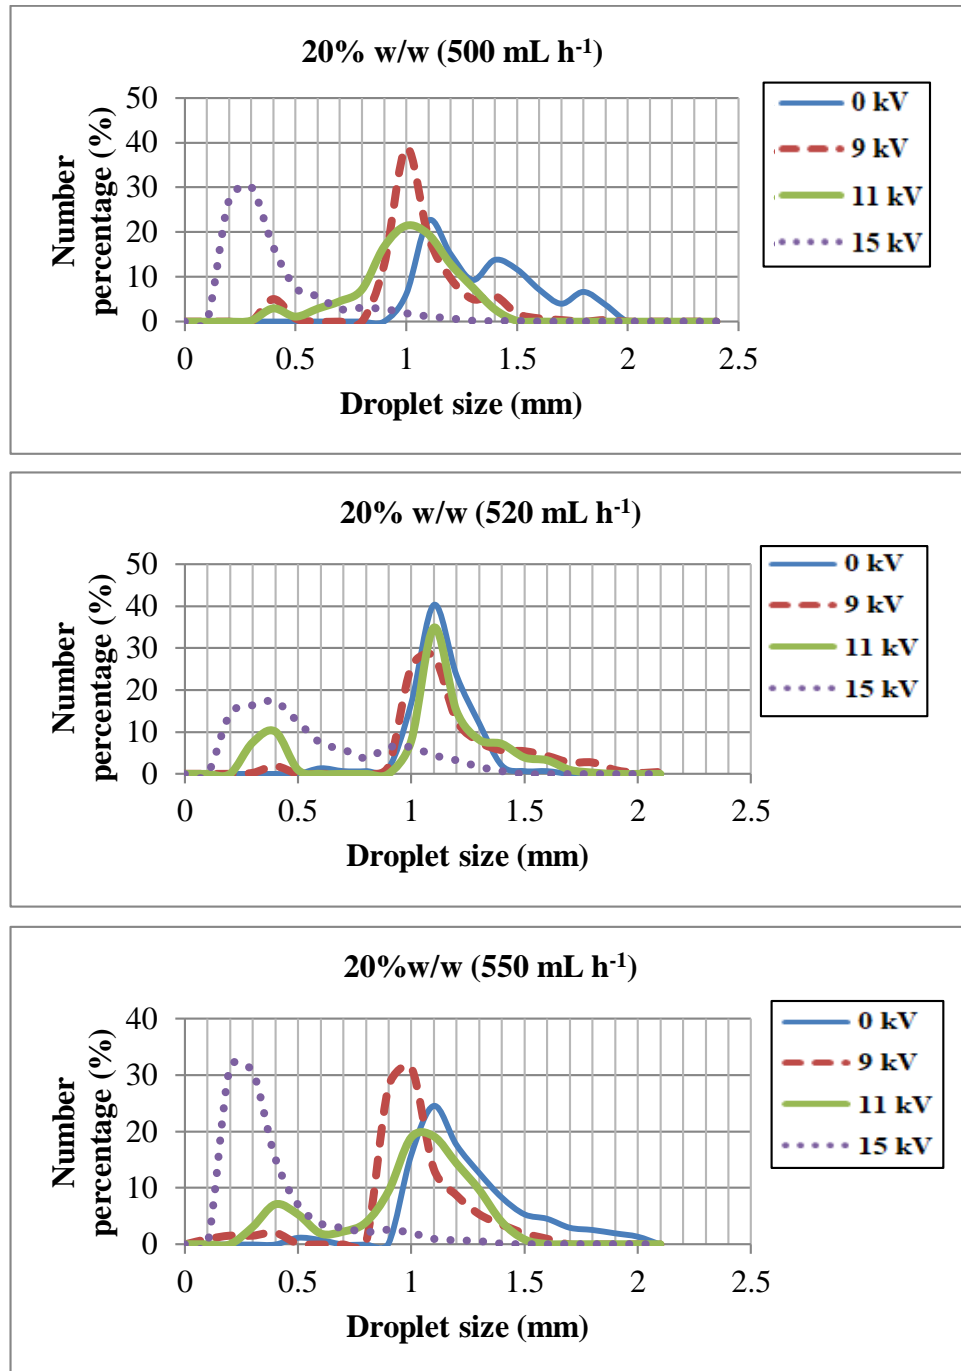 20% w/w (500 mL h-1)
Number
percentage (%)
50
40
30
20
10
0
0 0.5 1 1.5 2 2.5
Droplet size (mm)
0 kV
9 kV
11 kV
15 kV
20% w/w (520 mL h-1)
Number
percentage (%)
50
40
30
20
10
0
0 0.5 1 1.5 2 2.5
Droplet size (mm)
0 kV
9 kV
11 kV
15 kV
20%w/w (550 mL h-1)
Number
percentage (%)
40
30
20
10
0
0 0.5 1 1.5 2 2.5
Droplet size (mm)
0 kV
9 kV
11 kV
15 kV